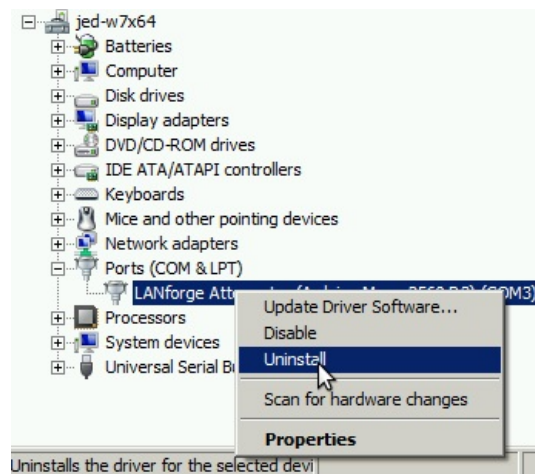 jed-w7x64
Batteries
Computer
Disk drives
Display adapters
DVD/CD-ROM drives
IDE ATA/ATAPI controllers
Keyboards
Mice and other pointing devices
Network adapters
Ports (COM & LPT)
LANforge (COM3)
Update Driver Software...
Processors
Disable
System devices
Uninstall
Universal Serial
Scan for hardware changes
Properties
Uninstalls the driver for the selected devi